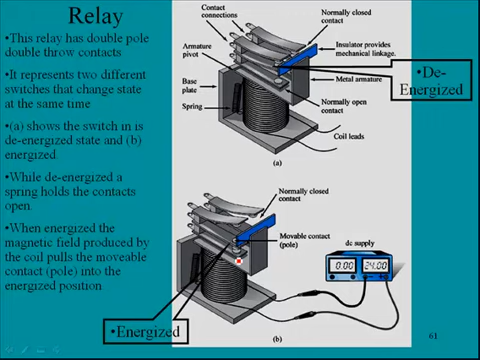 Relay
•This relay has double pole
double throw contacts
•It represents two different
switches that change state
at the same time
•(a) shows the switch in is
de-energized state and (b)
energized
•While de-energized a
spring holds the contacts
open.
•When energized the
magnetic field produced by
the coil pulls the moveable
contact (pole) into the
energized position
Contact
connections
Normally closed
contact
Armature
pivot
Insulator provides
mechanical linkage.
Base
plate
Metal armature
Spring
Normally open
contact
Coil leads
(a)
•De-
Energized
Normally closed
contact
Movable contact
(pole)
dc supply
0.00
24.00
•Energized
(b)
61